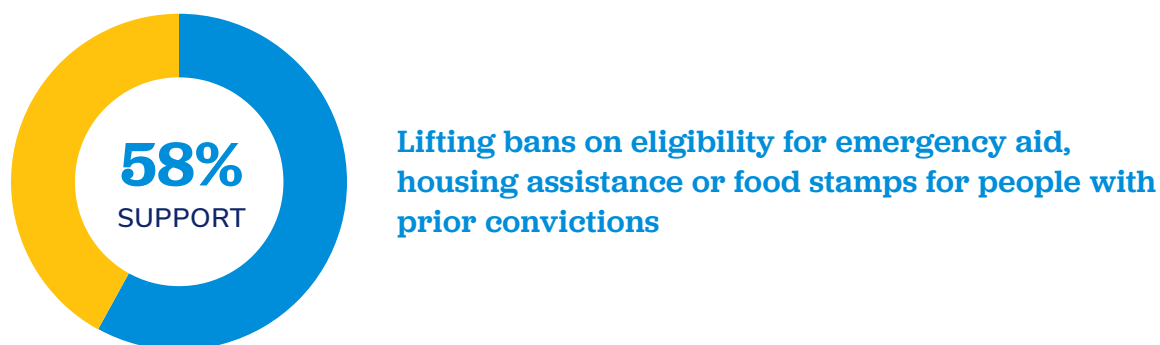 58%
SUPPORT
Lifting bans on eligibility for emergency aid,
housing assistance or food stamps for people with
prior convictions